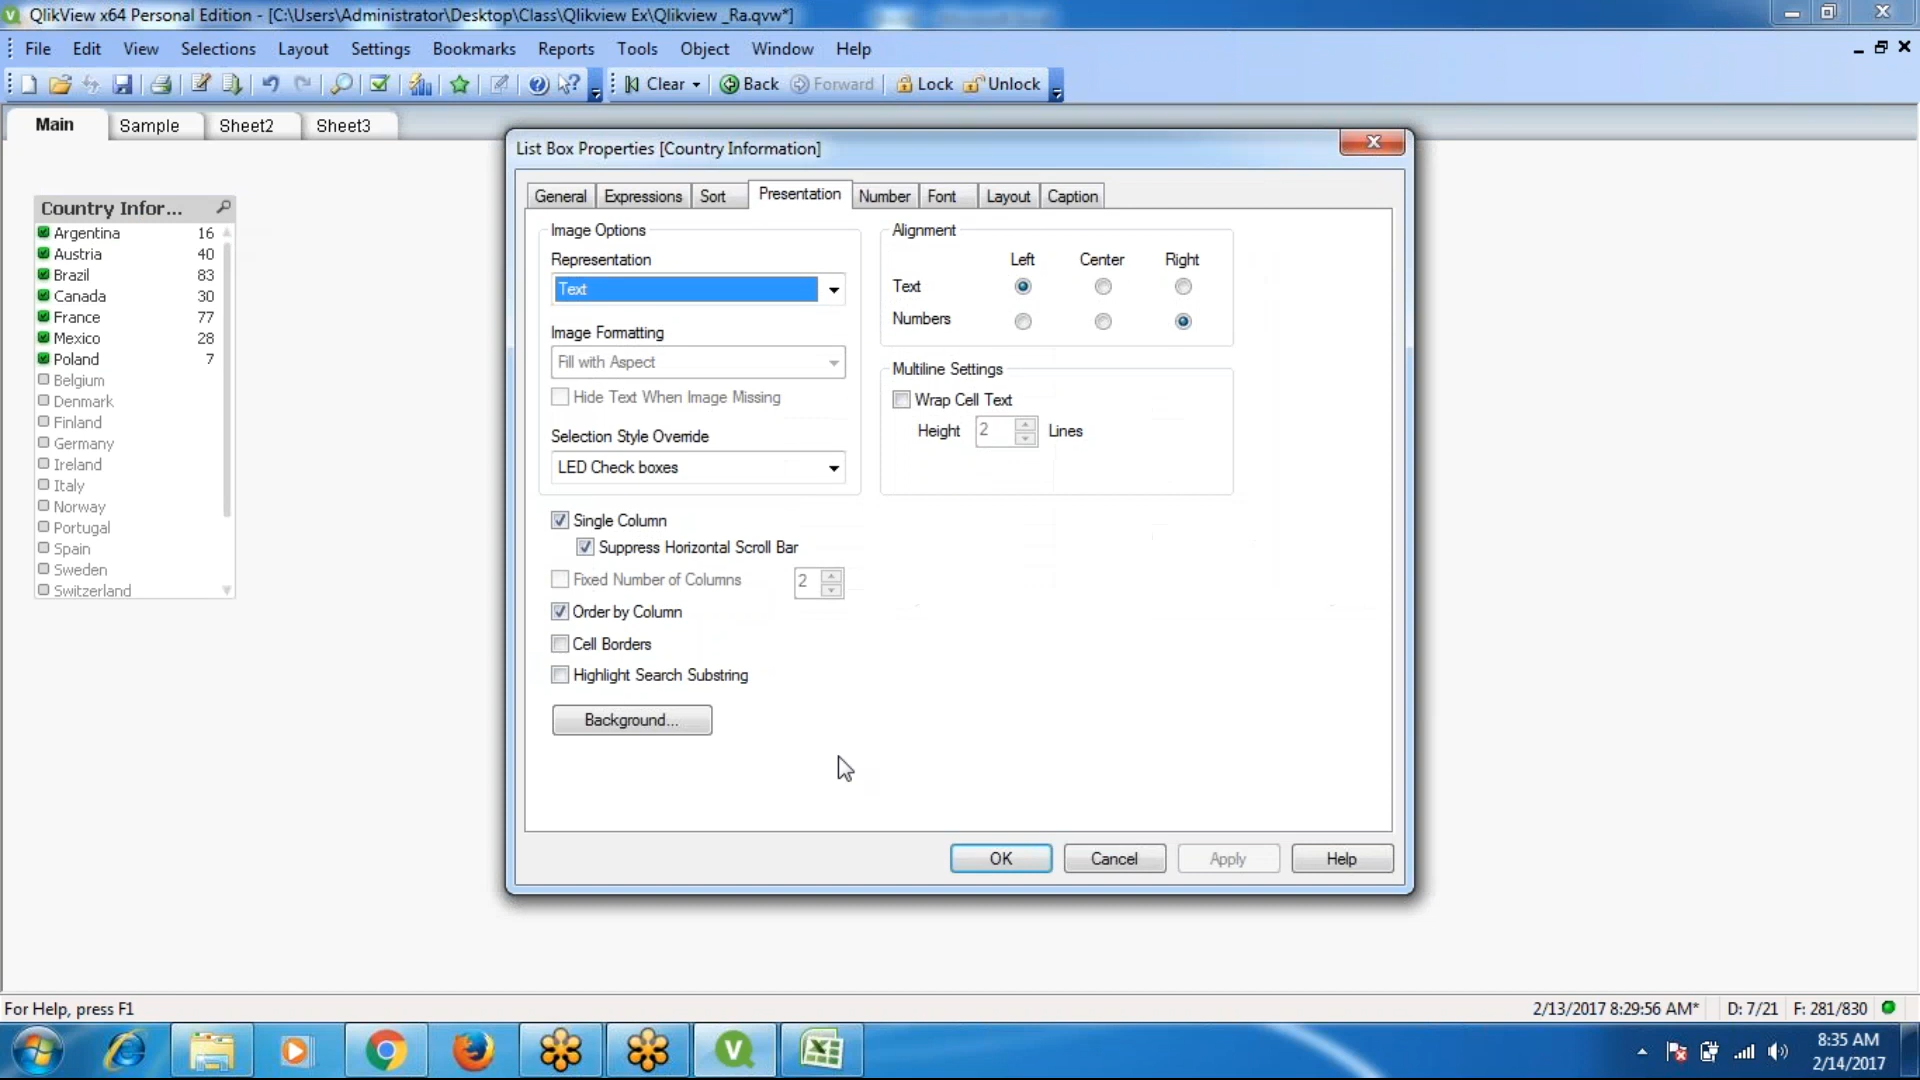 QlikView x64 Personal Edition - [C:\Users\Administrator\Desktop\Class\Qlikview Ex\Qlikview _Ra.qvw*]
File Edit View Selections Layout Settings Bookmarks Reports Tools Object Window Help
Clear Back Forward Lock Unlock
Main Sample Sheet2 Sheet3
Country Infor...
Argentina 16
Austria 40
Brazil 83
Canada 30
France 77
Mexico 28
Poland 7
Belgium
Denmark
Finland
Germany
Ireland
Italy
Norway
Portugal
Spain
Sweden
Switzerland
List Box Properties [Country Information]
General Expressions Sort Presentation Number Font Layout Caption
Image Options
Representation
Text
Image Formatting
Fill with Aspect
Hide Text When Image Missing
Selection Style Override
LED Check boxes
Single Column
Suppress Horizontal Scroll Bar
Fixed Number of Columns 2
Order by Column
Cell Borders
Highlight Search Substring
Background...
Alignment
Left Center Right
Text
Numbers
Multiline Settings
Wrap Cell Text
Height 2 Lines
OK Cancel Apply Help
For Help, press F1
2/13/2017 8:29:56 AM* D: 7/21 F: 281/830
8:35 AM
2/14/2017